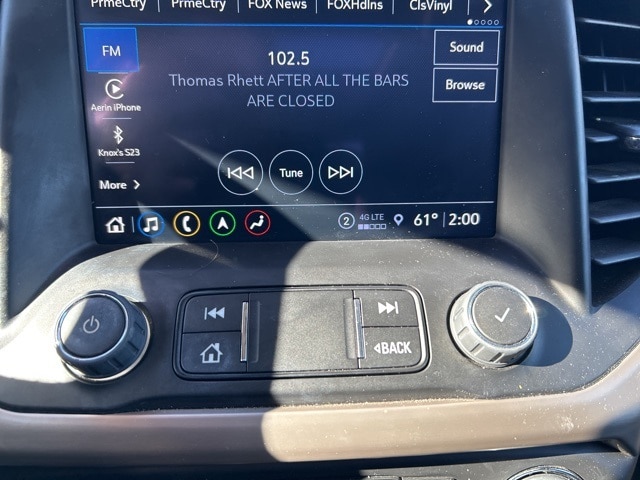 PrmeCtry PrmeCtry FOX News FOXHdlns ClsVinyl
FM
102.5
Sound
Thomas Rhett AFTER ALL THE BARS
ARE CLOSED
Browse
Aerin iPhone
Knox's S23
Tune
More
2 4G LTE 61° 2:00
BACK